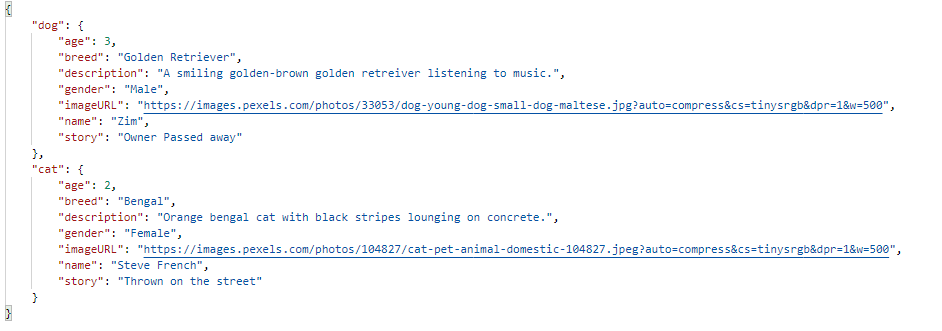 {
"dog": {
"age": 3,
"breed": "Golden Retriever",
"description": "A smiling golden-brown golden retreiver listening to music.",
"gender": "Male",
"imageURL": "https://images.pexels.com/photos/33053/dog-young-dog-small-dog-maltese.jpg?auto=compress&cs=tinysrgb&dpr=1&w=500",
"name": "Zim",
"story": "Owner Passed away"
},
"cat": {
"age": 2,
"breed": "Bengal",
"description": "Orange bengal cat with black stripes lounging on concrete.",
"gender": "Female",
"imageURL": "https://images.pexels.com/photos/104827/cat-pet-animal-domestic-104827.jpeg?auto=compress&cs=tinysrgb&dpr=1&w=500",
"name": "Steve French",
"story": "Thrown on the street"
}
}